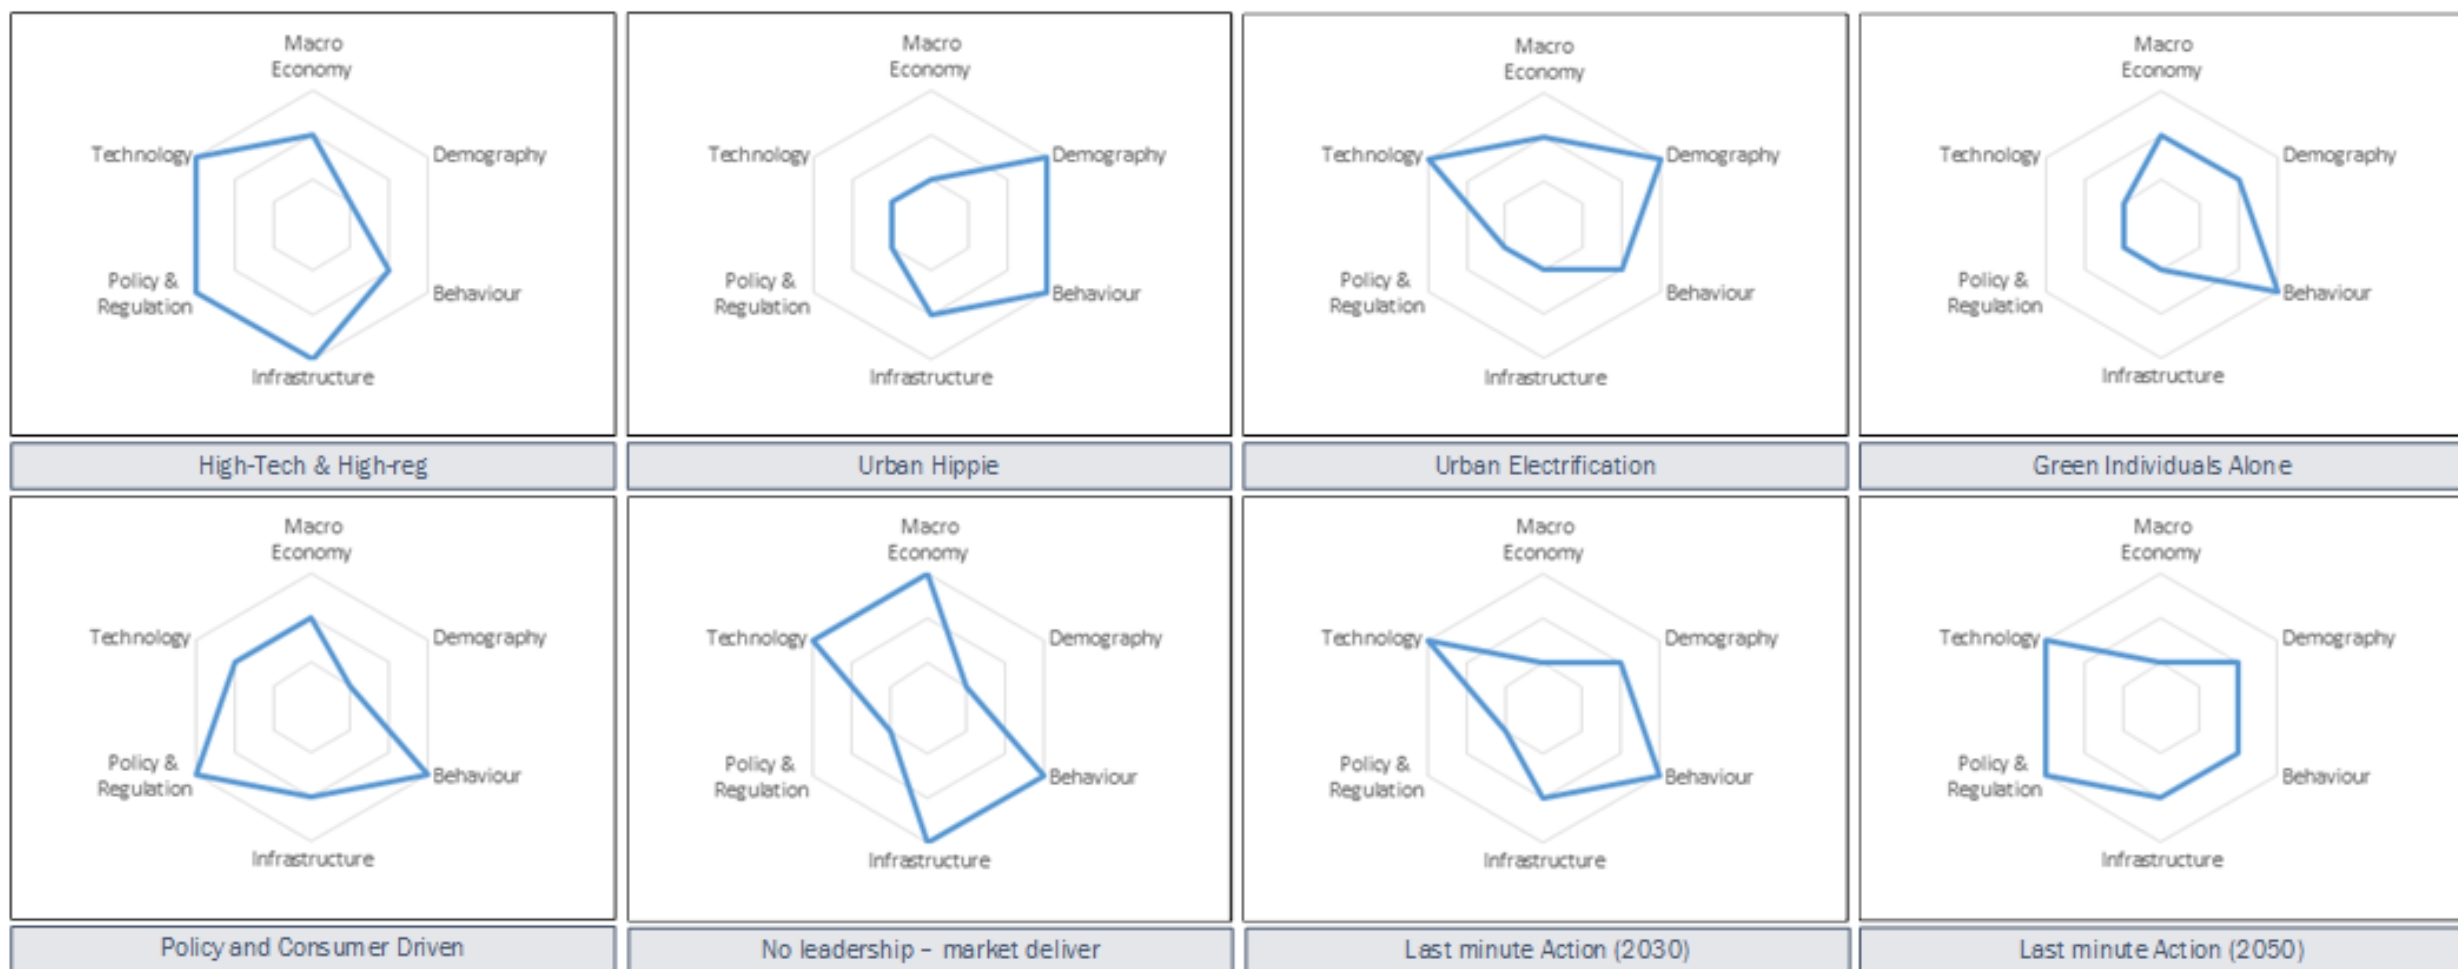 Macro
Economy
Technology
Demography
Policy &
Regulation
Behaviour
Infrastructure
High-Tech & High-reg
Macro
Economy
Technology
Demography
Policy &
Regulation
Behaviour
Infrastructure
Urban Hippie
Macro
Economy
Technology
Demography
Policy &
Regulation
Behaviour
Infrastructure
Urban Electrification
Macro
Economy
Technology
Demography
Policy &
Regulation
Behaviour
Infrastructure
Green Individuals Alone
Macro
Economy
Technology
Demography
Policy &
Regulation
Behaviour
Infrastructure
Policy and Consumer Driven
Macro
Economy
Technology
Demography
Policy &
Regulation
Behaviour
Infrastructure
No leadership – market deliver
Macro
Economy
Technology
Demography
Policy &
Regulation
Behaviour
Infrastructure
Last minute Action (2030)
Macro
Economy
Technology
Demography
Policy &
Regulation
Behaviour
Infrastructure
Last minute Action (2050)